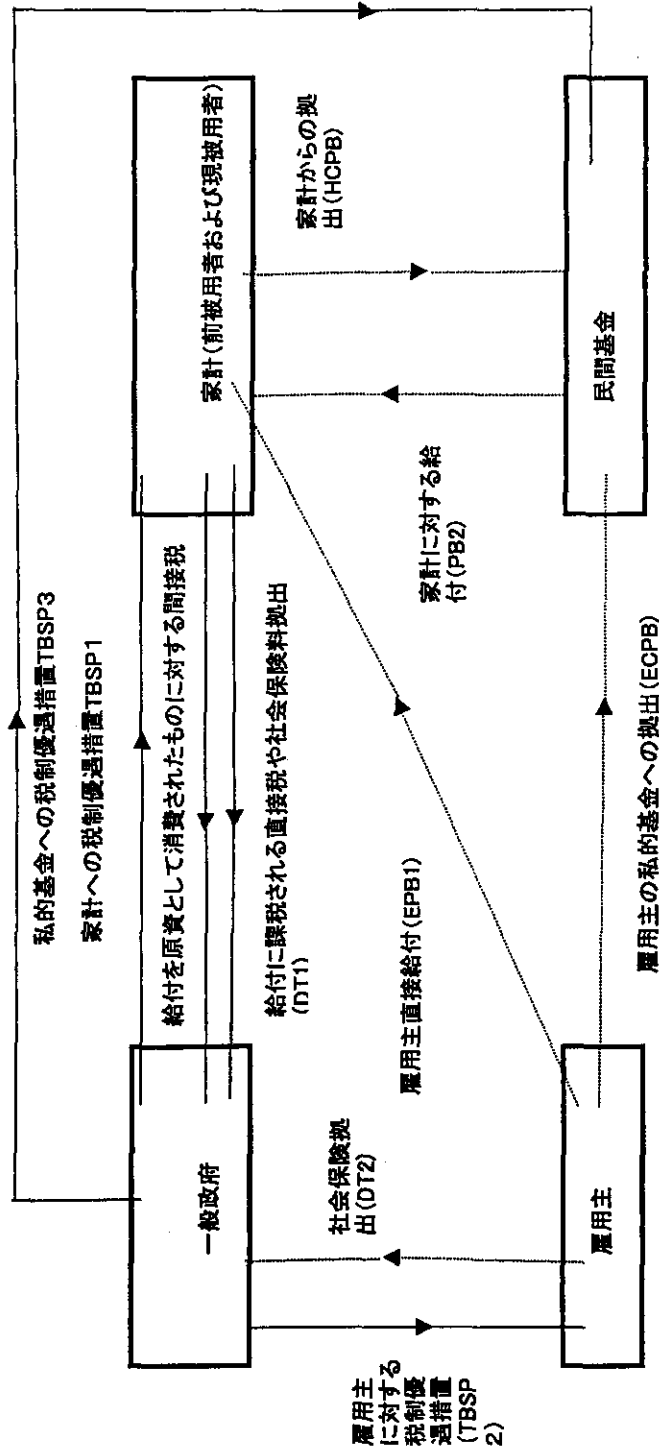 私的基金への税制優遇措置TBSP3
家計への税制優遇措置TBSP1
一般政府
給付を原資として消費されたものに対する間接税
家計(前被用者および現被用者)
給付に課税される直接税や社会保険料拠出
(DT1)
雇用主
に対する
税制優
遇措置
(TBSP
2)
社会保険拠
出(DT2)
雇用主直接給付(EPB1)
家計に対する給
付(PB2)
家計からの拠
出(HCPB)
雇用主
民間基金
雇用主の私的基金への拠出(ECPB)